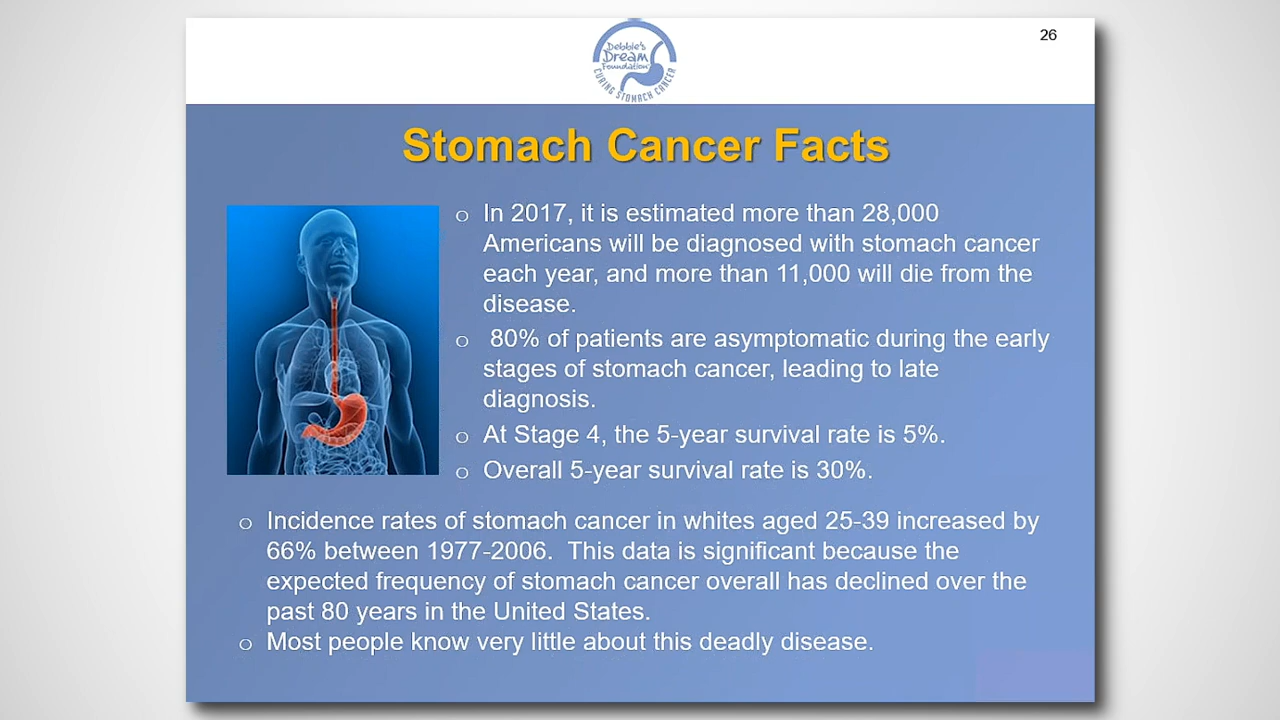 Debbie's
Dream
Foundation
CURING STOMACH CANCER
26
Stomach Cancer Facts
o In 2017, it is estimated more than 28,000
Americans will be diagnosed with stomach cancer
each year, and more than 11,000 will die from the
disease.
o 80% of patients are asymptomatic during the early
stages of stomach cancer, leading to late
diagnosis.
o At Stage 4, the 5-year survival rate is 5%.
o Overall 5-year survival rate is 30%.
o Incidence rates of stomach cancer in whites aged 25-39 increased by
66% between 1977-2006. This data is significant because the
expected frequency of stomach cancer overall has declined over the
past 80 years in the United States.
o Most people know very little about this deadly disease.